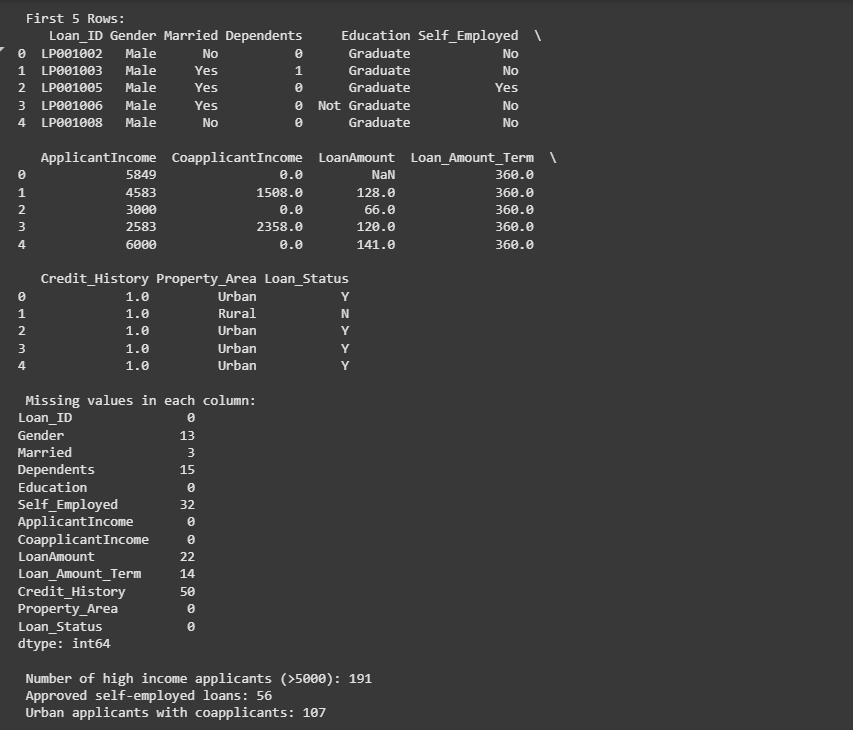 First 5 Rows:
    Loan_ID Gender Married Dependents     Education Self_Employed  \
0  LP001002   Male      No          0      Graduate            No
1  LP001003   Male     Yes          1      Graduate            No
2  LP001005   Male     Yes          0      Graduate           Yes
3  LP001006   Male     Yes          0  Not Graduate            No
4  LP001008   Male      No          0      Graduate            No
   ApplicantIncome  CoapplicantIncome  LoanAmount  Loan_Amount_Term  \
0             5849                0.0         NaN             360.0
1             4583             1508.0       128.0             360.0
2             3000                0.0        66.0             360.0
3             2583             2358.0       120.0             360.0
4             6000                0.0       141.0             360.0
   Credit_History Property_Area Loan_Status
0             1.0         Urban           Y
1             1.0         Rural           N
2             1.0         Urban           Y
3             1.0         Urban           Y
4             1.0         Urban           Y
Missing values in each column:
Loan_ID               0
Gender               13
Married               3
Dependents           15
Education             0
Self_Employed        32
ApplicantIncome       0
CoapplicantIncome     0
LoanAmount           22
Loan_Amount_Term     14
Credit_History       50
Property_Area         0
Loan_Status           0
dtype: int64
Number of high income applicants (>5000): 191
Approved self-employed loans: 56
Urban applicants with coapplicants: 107